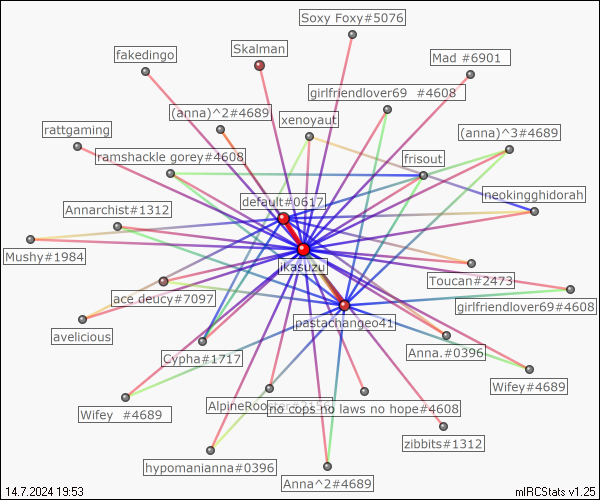 Soxy Foxy#5076
Skalman
fakedingo
Mad #6901
girlfriendlover69 #4608
(anna)^2#4689
xenoyaut
rattgaming
(anna)^3#4689
ramshackle gorey#4608
frisout
neokingghidorah
default#0617
Annarchist#1312
Mushy#1984
jikasuzu
Toucan#2473
ace deucy#7097
girlfriendlover69#4608
pastachangeo41
avelicious
Anna.#0396
Cypha#1717
Wifey#4689
Wifey #4689
no cops no laws no hope#4608
zibbits#1312
hypomanianna#0396
Anna^2#4689
14.7.2024 19:53
mIRCStats v1.25